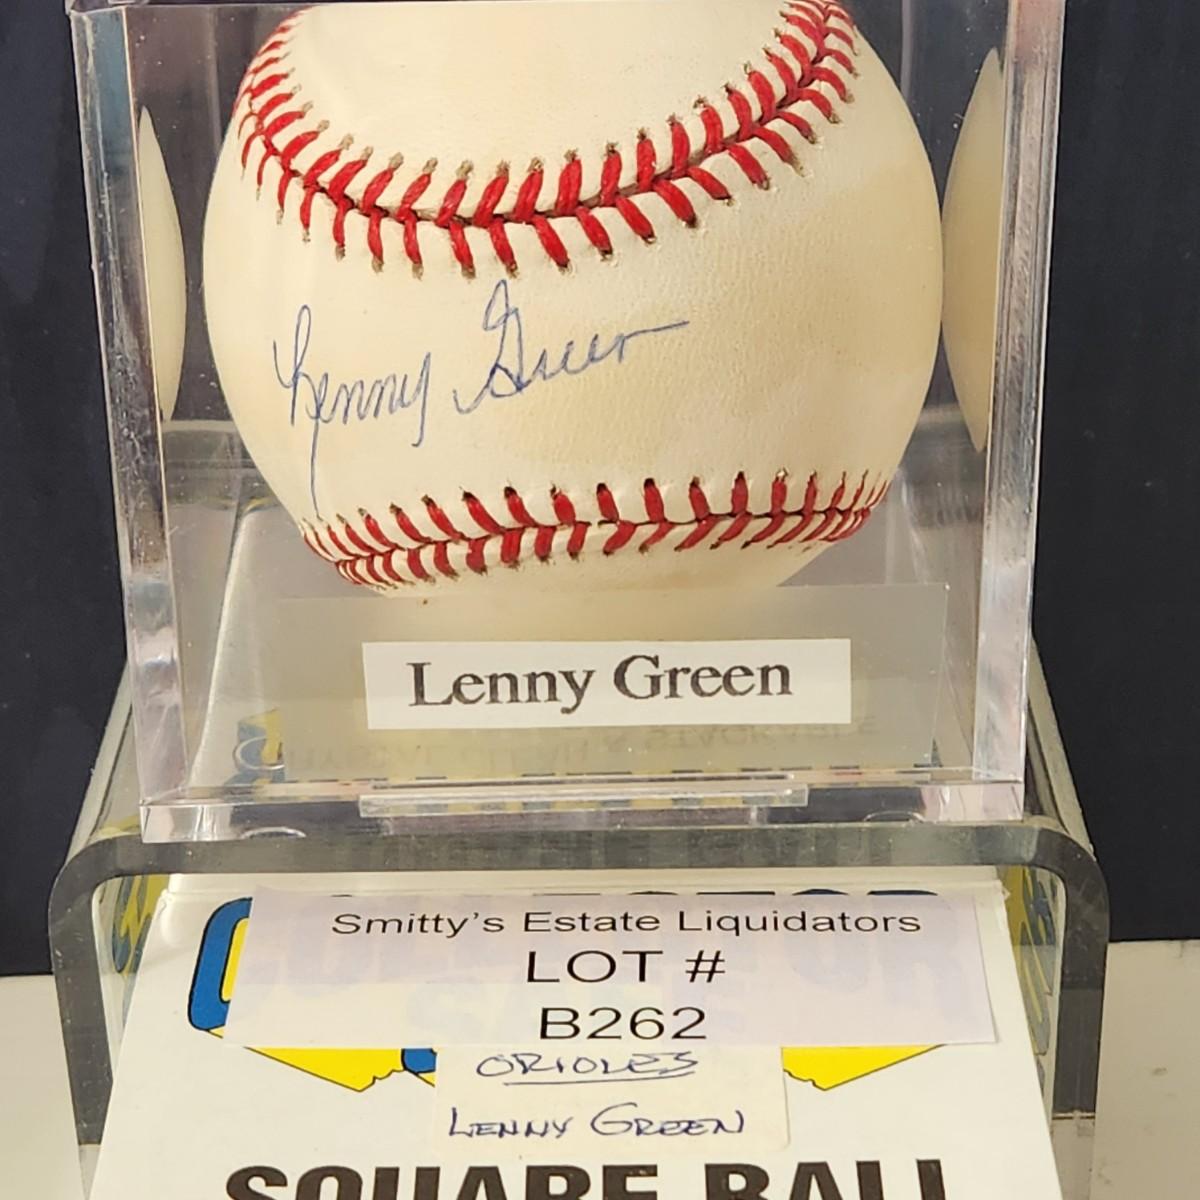 Lenny Green
Lenny Green
Smitty's Estate Liquidators
LOT #
B262
ORIOLES
LENNY GREEN
SQUARE BALL